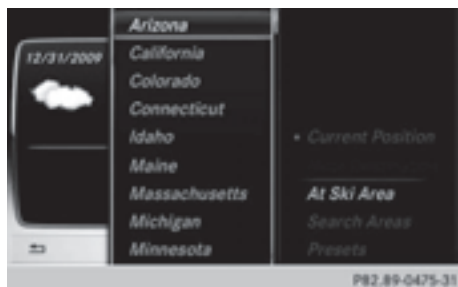 12/31/2009
Arizona
California
Colorado
Connecticut
Idaho
Maine
Massachusetts
Michigan
Minnesota
• Current Position
At Ski Area
Search Areas
Presets
P82.89-0475-31